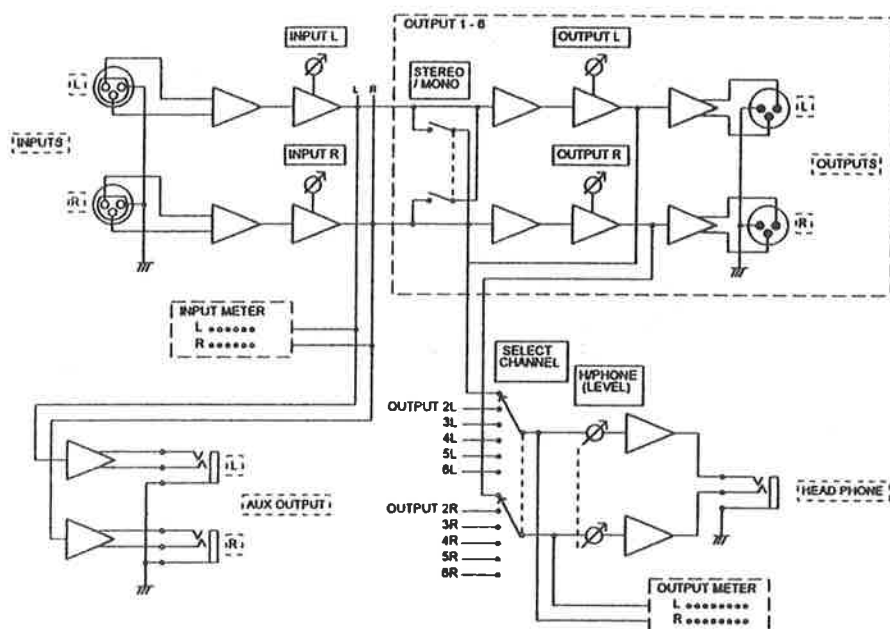 OUTPUT 1 - 6
INPUT L
OUTPUT L
L R
STEREO
/ MONO
L
L
INPUTS
INPUT R
OUTPUT R
OUTPUTS
R
R
INPUT METER
L
R
SELECT
CHANNEL
H/PHONE
(LEVEL)
OUTPUT 2L
3L
4L
5L
6L
L
AUX OUTPUT
HEAD PHONE
OUTPUT 2R
3R
4R
5R
6R
R
OUTPUT METER
L
R